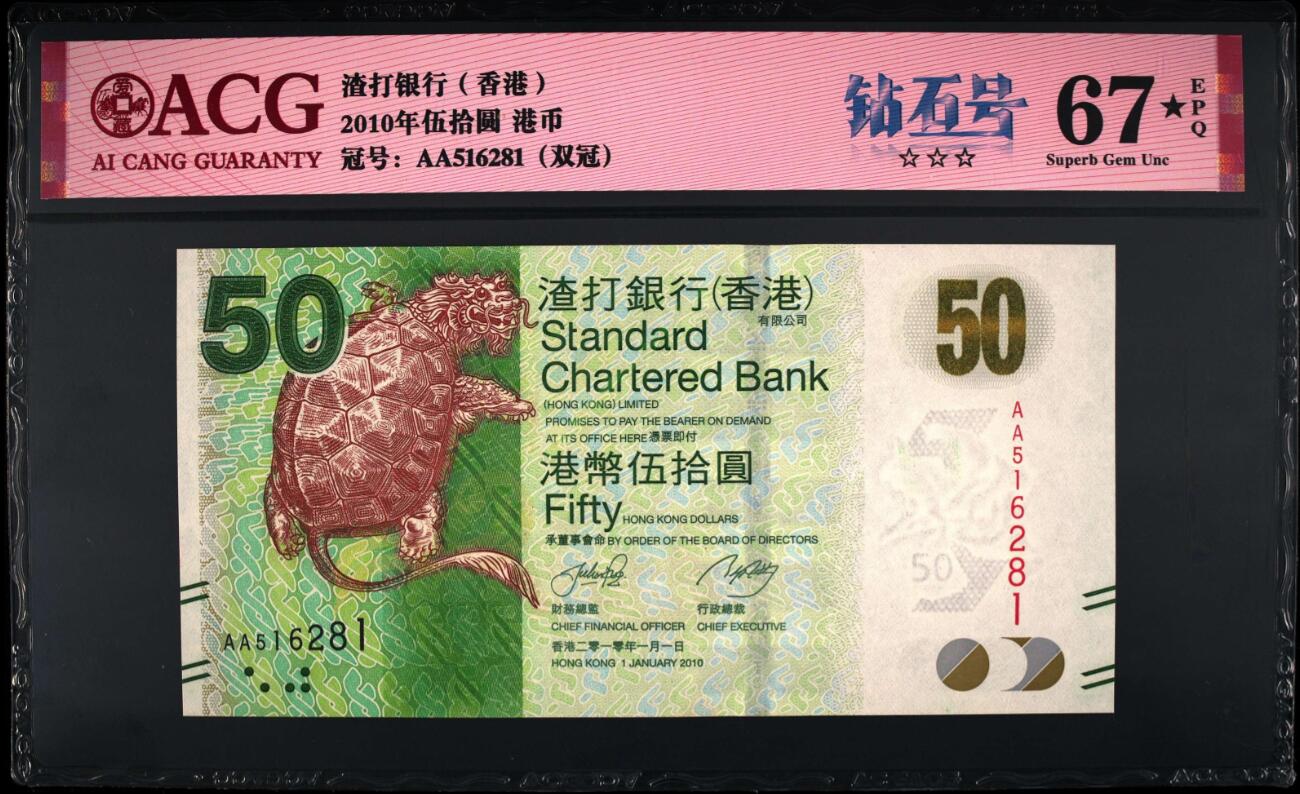 ACG
AI CANG GUARANTY
渣打银行（香港）
2010年伍拾圆 港币
冠号：AA516281（双冠）
钻石号
☆☆☆
67★
EPQ
Superb Gem Unc
50
渣打銀行(香港)
有限公司
Standard
Chartered Bank
(HONG KONG) LIMITED
PROMISES TO PAY THE BEARER ON DEMAND
AT ITS OFFICE HERE 憑票即付
港幣伍拾圓
Fifty HONG KONG DOLLARS
承董事會命 BY ORDER OF THE BOARD OF DIRECTORS
財務總監 行政總裁
CHIEF FINANCIAL OFFICER CHIEF EXECUTIVE
香港二零一零年一月一日
HONG KONG 1 JANUARY 2010
AA516281
50
AA516281
50